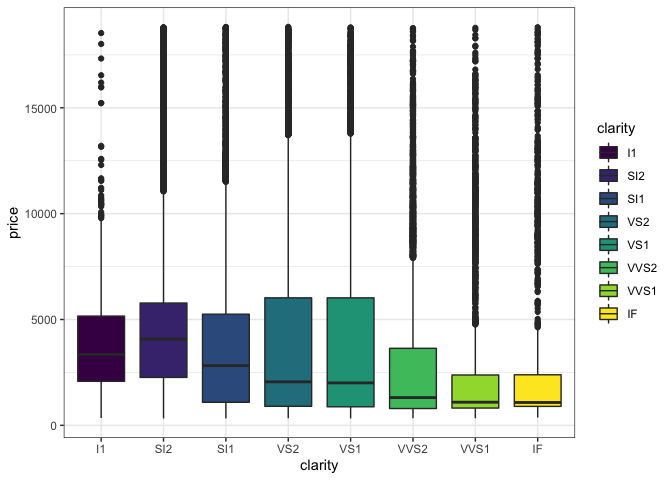 15000
10000
5000
0
price
I1 SI2 SI1 VS2 VS1 VVS2 VVS1 IF
clarity
clarity
I1
SI2
SI1
VS2
VS1
VVS2
VVS1
IF